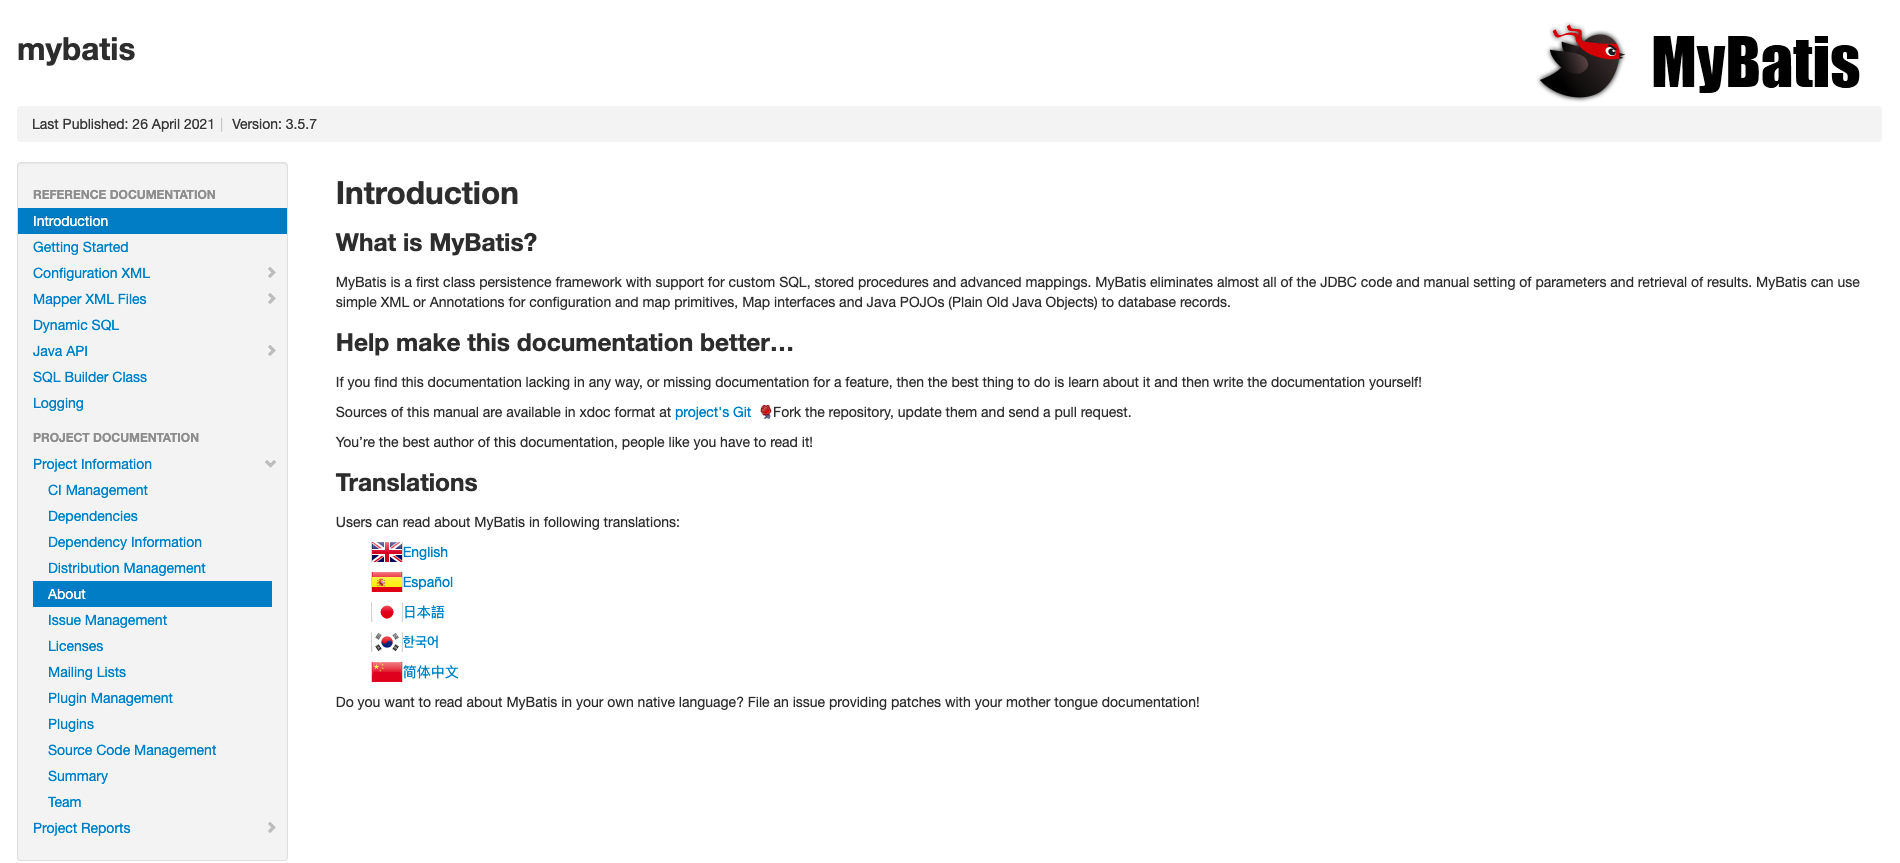 mybatis
MyBatis
Last Published: 26 April 2021
Version: 3.5.7
REFERENCE DOCUMENTATION
Introduction
Getting Started
Configuration XML
Mapper XML Files
Dynamic SQL
Java API
SQL Builder Class
Logging
PROJECT DOCUMENTATION
Project Information
CI Management
Dependencies
Dependency Information
Distribution Management
About
Issue Management
Licenses
Mailing Lists
Plugin Management
Plugins
Source Code Management
Summary
Team
Project Reports
Introduction
What is MyBatis?
MyBatis is a first class persistence framework with support for custom SQL, stored procedures and advanced mappings. MyBatis eliminates almost all of the JDBC code and manual setting of parameters and retrieval of results. MyBatis can use
simple XML or Annotations for configuration and map primitives, Map interfaces and Java POJOs (Plain Old Java Objects) to database records.
Help make this documentation better…
If you find this documentation lacking in any way, or missing documentation for a feature, then the best thing to do is learn about it and then write the documentation yourself!
Sources of this manual are available in xdoc format at project's Git Fork the repository, update them and send a pull request.
You’re the best author of this documentation, people like you have to read it!
Translations
Users can read about MyBatis in following translations:
English
Español
日本語
한국어
简体中文
Do you want to read about MyBatis in your own native language? File an issue providing patches with your mother tongue documentation!